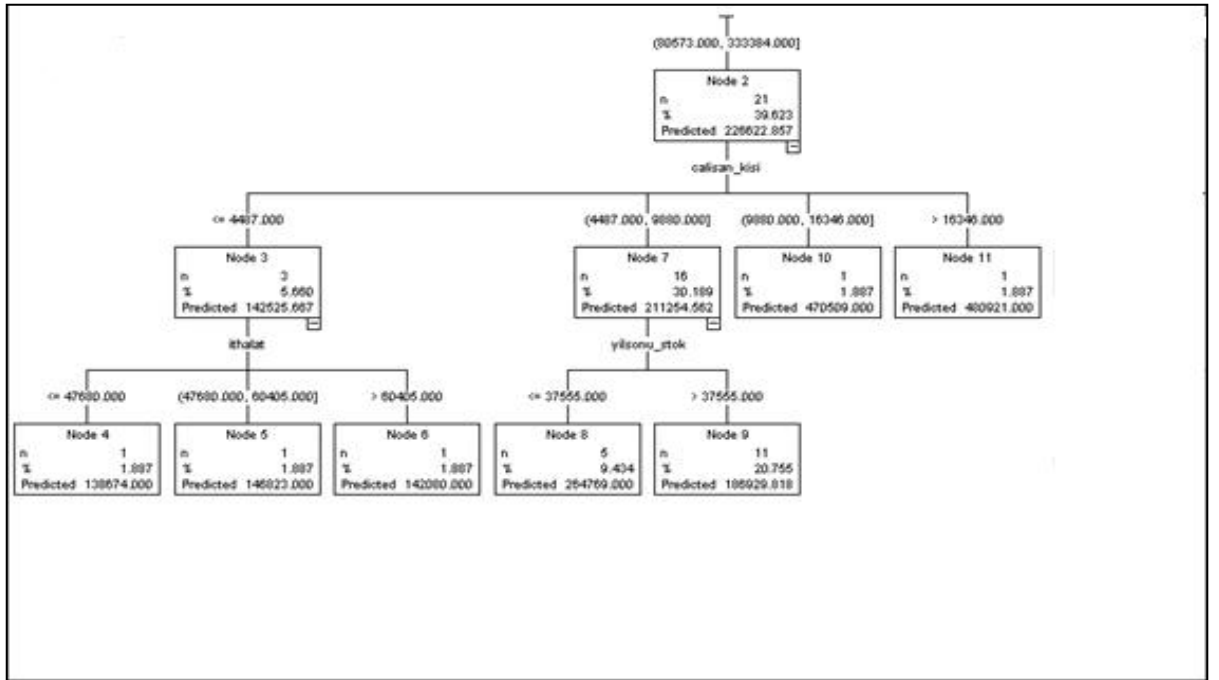 (80573.000, 333384.000]
Node 2
n 21
% 39.623
Predicted 226622.857
calisan_kisi
<= 4487.000
(4487.000, 9880.000]
(9880.000, 16346.000]
> 16346.000
Node 3
n 3
% 5.660
Predicted 142525.667
Node 7
n 16
% 30.189
Predicted 211254.562
Node 10
n 1
% 1.887
Predicted 470509.000
Node 11
n 1
% 1.887
Predicted 480921.000
ithalat
yilsonu_stok
<= 47680.000
(47680.000, 60405.000]
> 60405.000
<= 37555.000
> 37555.000
Node 4
n 1
% 1.887
Predicted 138674.000
Node 5
n 1
% 1.887
Predicted 146823.000
Node 6
n 1
% 1.887
Predicted 142080.000
Node 8
n 5
% 9.434
Predicted 264769.000
Node 9
n 11
% 20.755
Predicted 186929.818